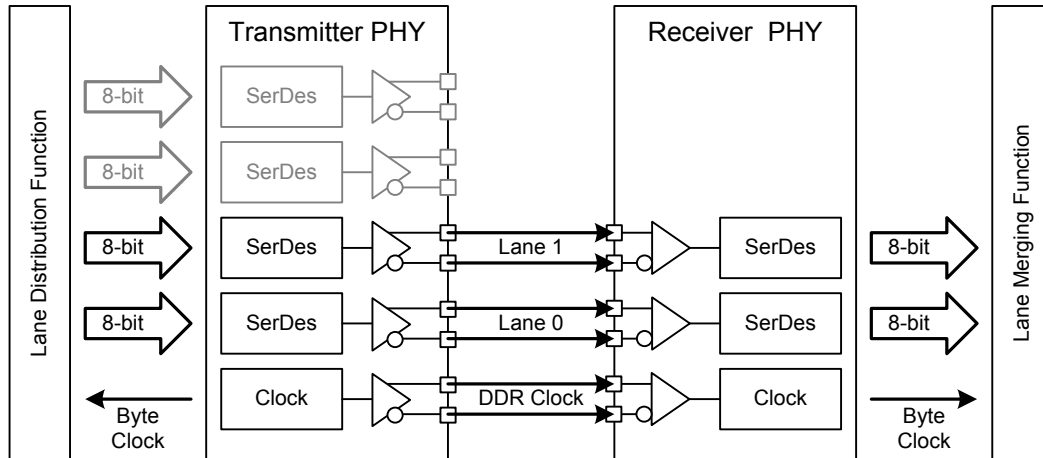 Transmitter PHY
Receiver PHY
Lane Distribution Function
8-bit
SerDes
8-bit
SerDes
8-bit
SerDes
Lane 1
SerDes
8-bit
8-bit
SerDes
Lane 0
SerDes
8-bit
Byte
Clock
Clock
DDR Clock
Clock
Byte
Clock
Lane Merging Function